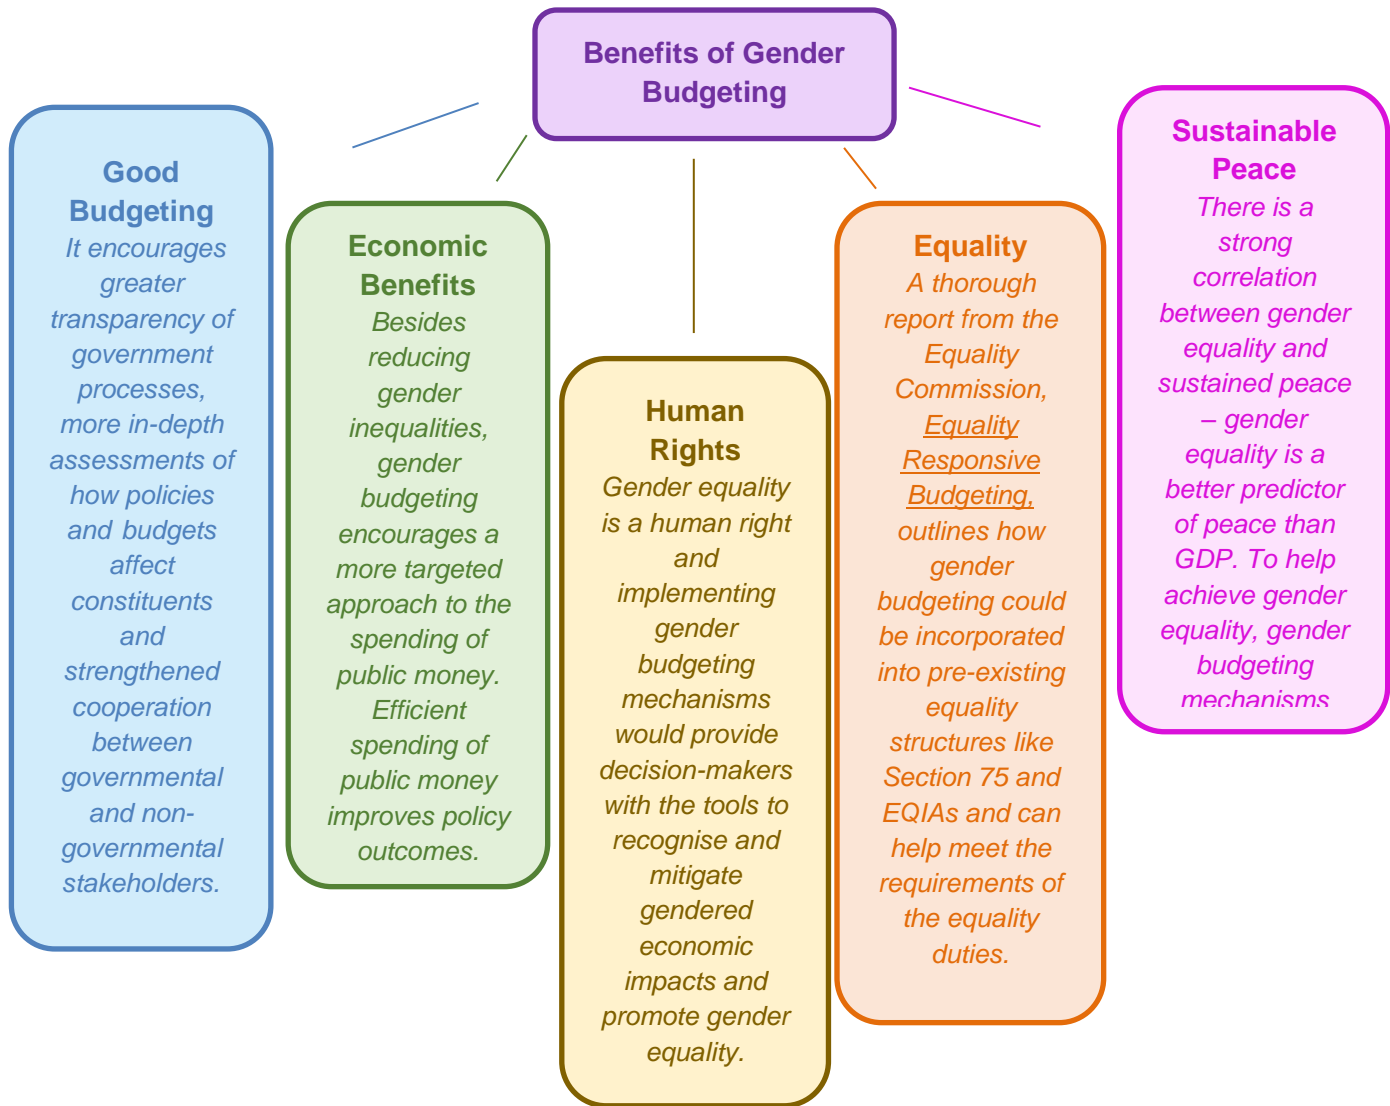 Benefits of Gender
Budgeting
Good
Budgeting
It encourages
greater
transparency of
government
processes,
more in-depth
assessments of
how policies
and budgets
affect
constituents
and
strengthened
cooperation
between
governmental
and non-
governmental
stakeholders.
Economic
Benefits
Besides
reducing
gender
inequalities,
gender
budgeting
encourages a
more targeted
approach to the
spending of
public money.
Efficient
spending of
public money
improves policy
outcomes.
Human
Rights
Gender equality
is a human right
and
implementing
gender
budgeting
mechanisms
would provide
decision-makers
with the tools to
recognise and
mitigate
gendered
economic
impacts and
promote gender
equality.
Equality
A thorough
report from the
Equality
Commission,
Equality
Responsive
Budgeting,
outlines how
gender
budgeting could
be incorporated
into pre-existing
equality
structures like
Section 75 and
EQIAs and can
help meet the
requirements of
the equality
duties.
Sustainable
Peace
There is a
strong
correlation
between gender
equality and
sustained peace
– gender
equality is a
better predictor
of peace than
GDP. To help
achieve gender
equality, gender
budgeting
mechanisms